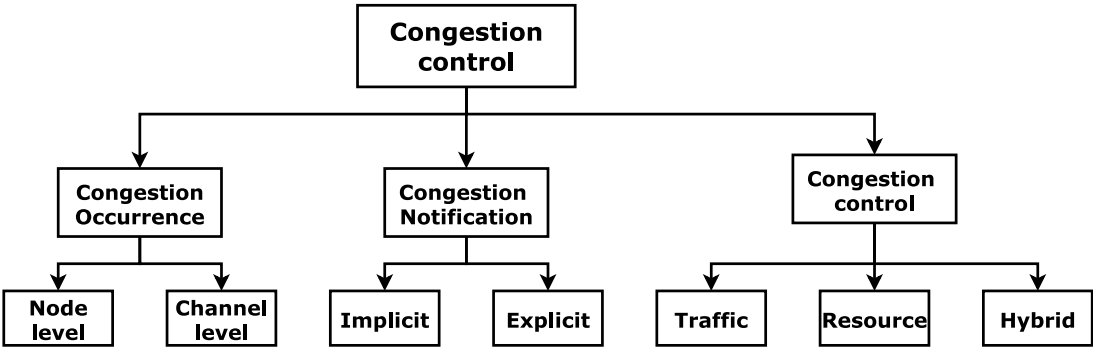 Congestion
control
Congestion
Occurrence
Congestion
Notification
Congestion
control
Node
level
Channel
level
Implicit
Explicit
Traffic
Resource
Hybrid